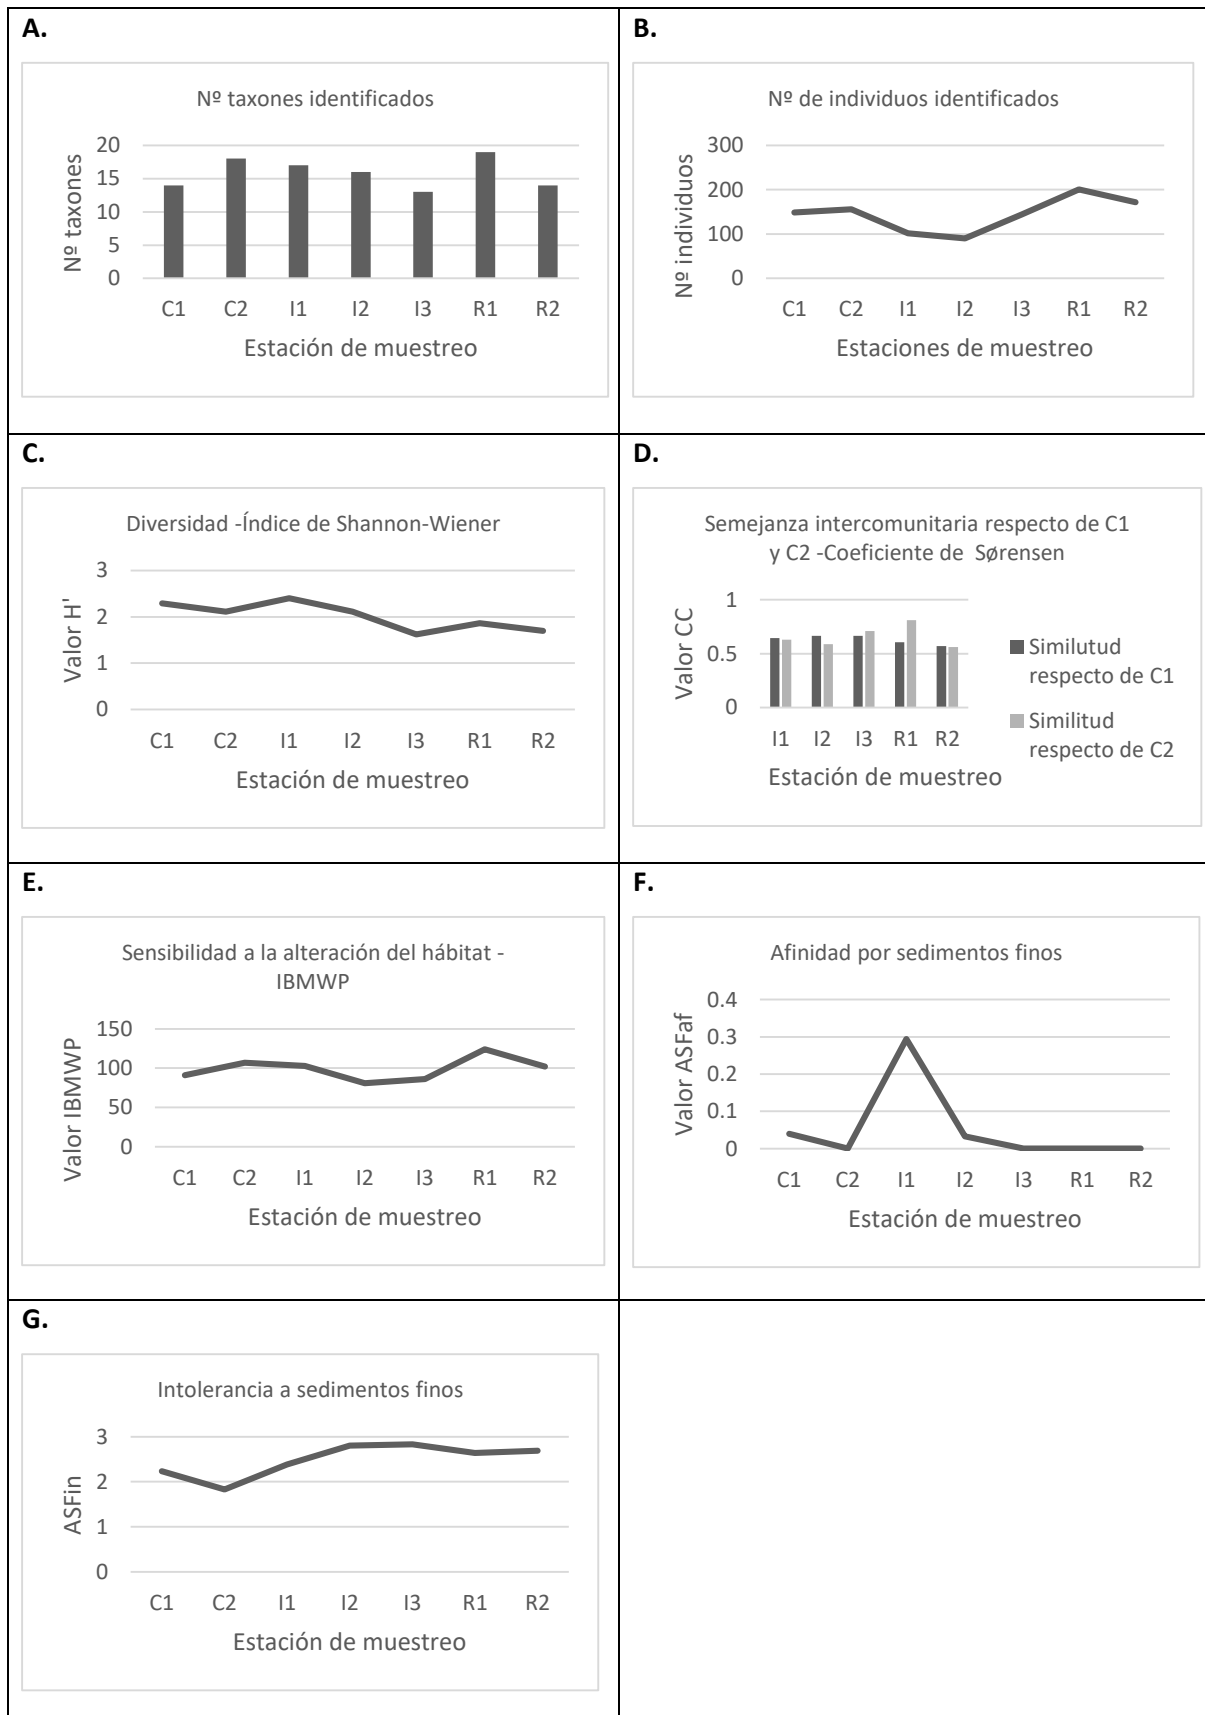 A.
Nº taxones identificados
Nº taxones
20
15
10
5
0
C1 C2 I1 I2 I3 R1 R2
Estación de muestreo
B.
Nº de individuos identificados
Nº individuos
300
200
100
0
C1 C2 I1 I2 I3 R1 R2
Estaciones de muestreo
C.
Diversidad -Índice de Shannon-Wiener
Valor H'
3
2
1
0
C1 C2 I1 I2 I3 R1 R2
Estación de muestreo
D.
Semejanza intercomunitaria respecto de C1
y C2 -Coeficiente de Sørensen
Valor CC
1
0.5
0
I1 I2 I3 R1 R2
Estación de muestreo
Similutud
respecto de C1
Similitud
respecto de C2
E.
Sensibilidad a la alteración del hábitat -
IBMWP
Valor IBMWP
150
100
50
0
C1 C2 I1 I2 I3 R1 R2
Estación de muestreo
F.
Afinidad por sedimentos finos
Valor ASFaf
0.4
0.3
0.2
0.1
0
C1 C2 I1 I2 I3 R1 R2
Estación de muestreo
G.
Intolerancia a sedimentos finos
ASFin
3
2
1
0
C1 C2 I1 I2 I3 R1 R2
Estación de muestreo